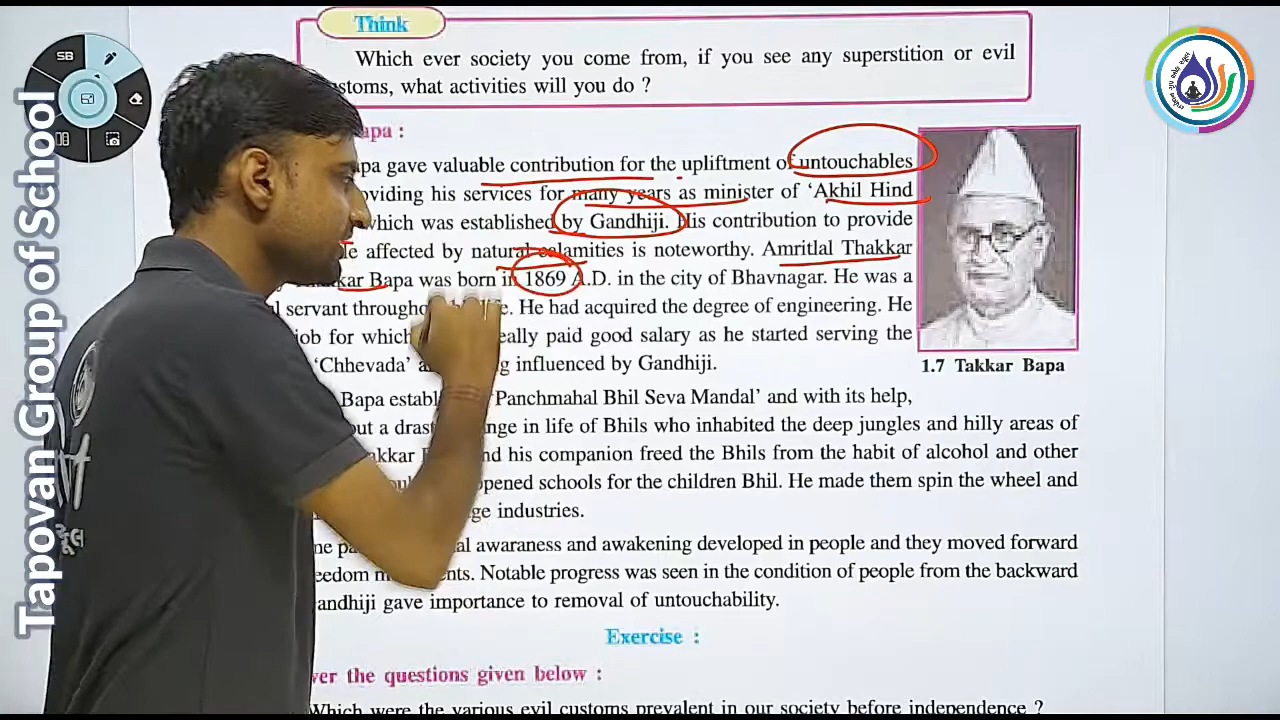 SB
Think
Which ever society you come from, if you see any superstition or evil
stoms, what activities will you do ?
apa :
apa gave valuable contribution for the upliftment of untouchables
oviding his services for many years as minister of ‘Akhil Hind
which was established by Gandhiji. His contribution to provide
le affected by natural calamities is noteworthy. Amritlal Thakkar
kar Bapa was born in 1869 A.D. in the city of Bhavnagar. He was a
l servant througho life. He had acquired the degree of engineering. He
job for which eally paid good salary as he started serving the
‘Chhevada’ a g influenced by Gandhiji.
1.7 Takkar Bapa
Bapa establ ‘Panchmahal Bhil Seva Mandal’ and with its help,
out a drast nge in life of Bhils who inhabited the deep jungles and hilly areas of
akkar B nd his companion freed the Bhils from the habit of alcohol and other
pened schools for the children Bhil. He made them spin the wheel and
ge industries.
ne pa al awaraness and awakening developed in people and they moved forward
eedom m ents. Notable progress was seen in the condition of people from the backward
andhiji gave importance to removal of untouchability.
Exercise :
ver the questions given below :
Which were the various evil customs prevalent in our society before independence ?
Tapovan Group of School